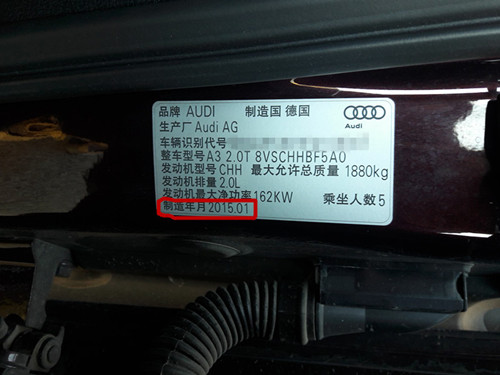 品牌 AUDI 制造国 德国
Audi
生产厂 Audi AG
车辆识别代号
整车型号 A3 2.0T 8VSCHHBF5A0
发动机型号 CHH 最大允许总质量 1880kg
发动机排量 2.0L
发动机最大净功率 162KW 乘坐人数 5
制造年月 2015.01